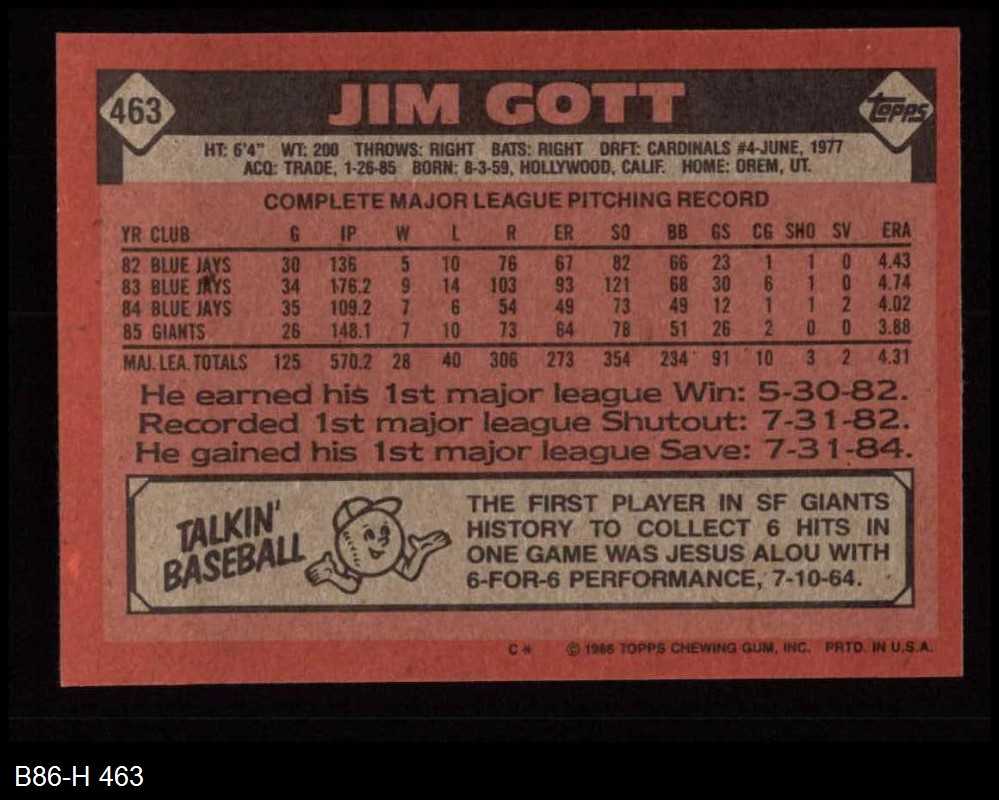 463 JIM GOTT Topps
HT: 6'4" WT: 200 THROWS: RIGHT BATS: RIGHT DRFT: CARDINALS #4-JUNE, 1977
ACQ: TRADE, 1-26-85 BORN: 8-3-59, HOLLYWOOD, CALIF. HOME: OREM, UT.
COMPLETE MAJOR LEAGUE PITCHING RECORD
YR CLUB G IP W L R ER SO BB GS CG SHO SV ERA
82 BLUE JAYS 30 136 5 10 76 67 82 66 23 1 1 0 4.43
83 BLUE JAYS 34 176.2 9 14 103 93 121 68 30 6 1 0 4.74
84 BLUE JAYS 35 109.2 7 6 54 49 73 49 12 1 1 2 4.02
85 GIANTS 26 148.1 7 10 73 64 78 51 26 2 0 0 3.88
MAJ. LEA. TOTALS 125 570.2 28 40 306 273 354 234 91 10 3 2 4.31
He earned his 1st major league Win: 5-30-82.
Recorded 1st major league Shutout: 7-31-82.
He gained his 1st major league Save: 7-31-84.
TALKIN'
BASEBALL
THE FIRST PLAYER IN SF GIANTS
HISTORY TO COLLECT 6 HITS IN
ONE GAME WAS JESUS ALOU WITH
6-FOR-6 PERFORMANCE, 7-10-64.
C* © 1986 TOPPS CHEWING GUM, INC. PRTD. IN U.S.A.
B86-H 463